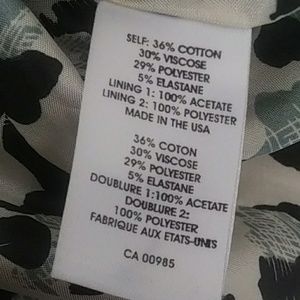 SELF: 36% COTTON
30% VISCOSE
29% POLYESTER
5% ELASTANE
LINING 1: 100% ACETATE
LINING 2: 100% POLYESTER
MADE IN THE USA
36% COTON
30% VISCOSE
29% POLYESTER
5% ELASTANE
DOUBLURE 1:100% ACETATE
DOUBLURE 2:
100% POLYESTER
FABRIQUE AUX ETATS-UNIS
CA 00985